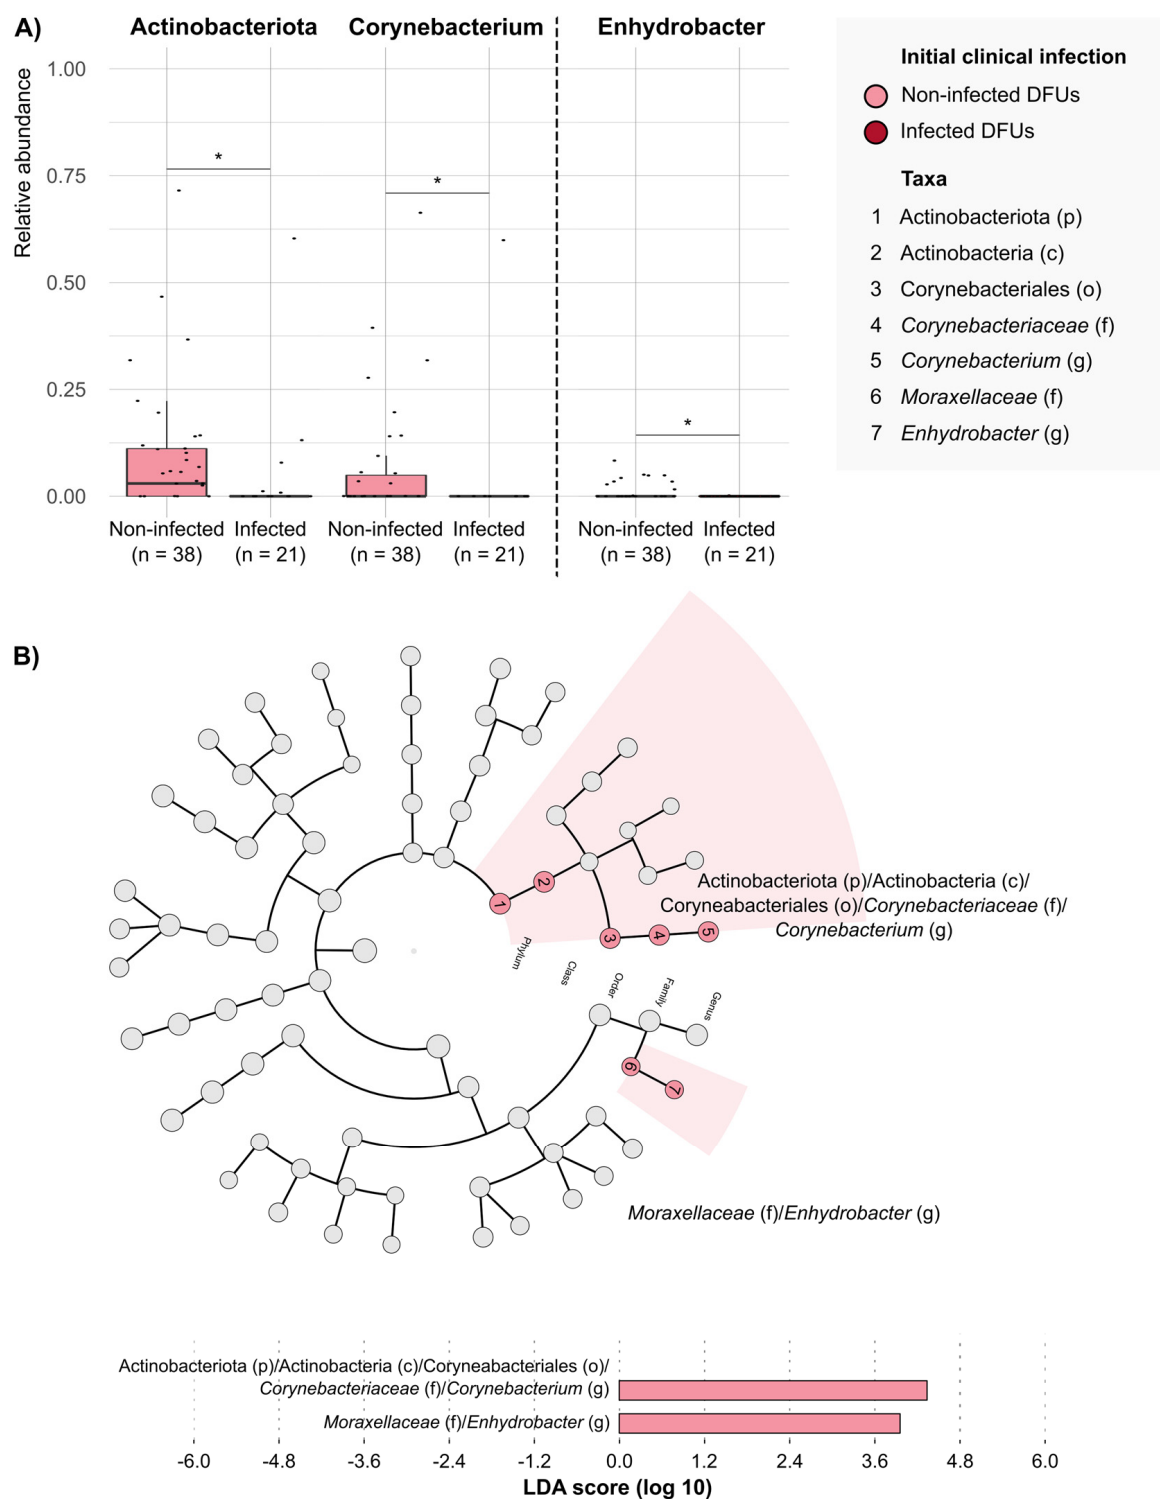 A)
Actinobacteriota Corynebacterium Enhydrobacter
Relative abundance
1.00
0.75
0.50
0.25
0.00
*
*
*
Non-infected Infected Non-infected Infected Non-infected Infected
(n = 38) (n = 21) (n = 38) (n = 21) (n = 38) (n = 21)
Initial clinical infection
Non-infected DFUs
Infected DFUs
Taxa
1 Actinobacteriota (p)
2 Actinobacteria (c)
3 Corynebacteriales (o)
4 Corynebacteriaceae (f)
5 Corynebacterium (g)
6 Moraxellaceae (f)
7 Enhydrobacter (g)
B)
1
2
3
4
5
6
7
Actinobacteriota (p)/Actinobacteria (c)/
Coryneabacteriales (o)/Corynebacteriaceae (f)/
Corynebacterium (g)
Phylum
Class
Order
Family
Genus
Moraxellaceae (f)/Enhydrobacter (g)
Actinobacteriota (p)/Actinobacteria (c)/Coryneabacteriales (o)/
Corynebacteriaceae (f)/Corynebacterium (g)
Moraxellaceae (f)/Enhydrobacter (g)
-6.0 -4.8 -3.6 -2.4 -1.2 0.0 1.2 2.4 3.6 4.8 6.0
LDA score (log 10)